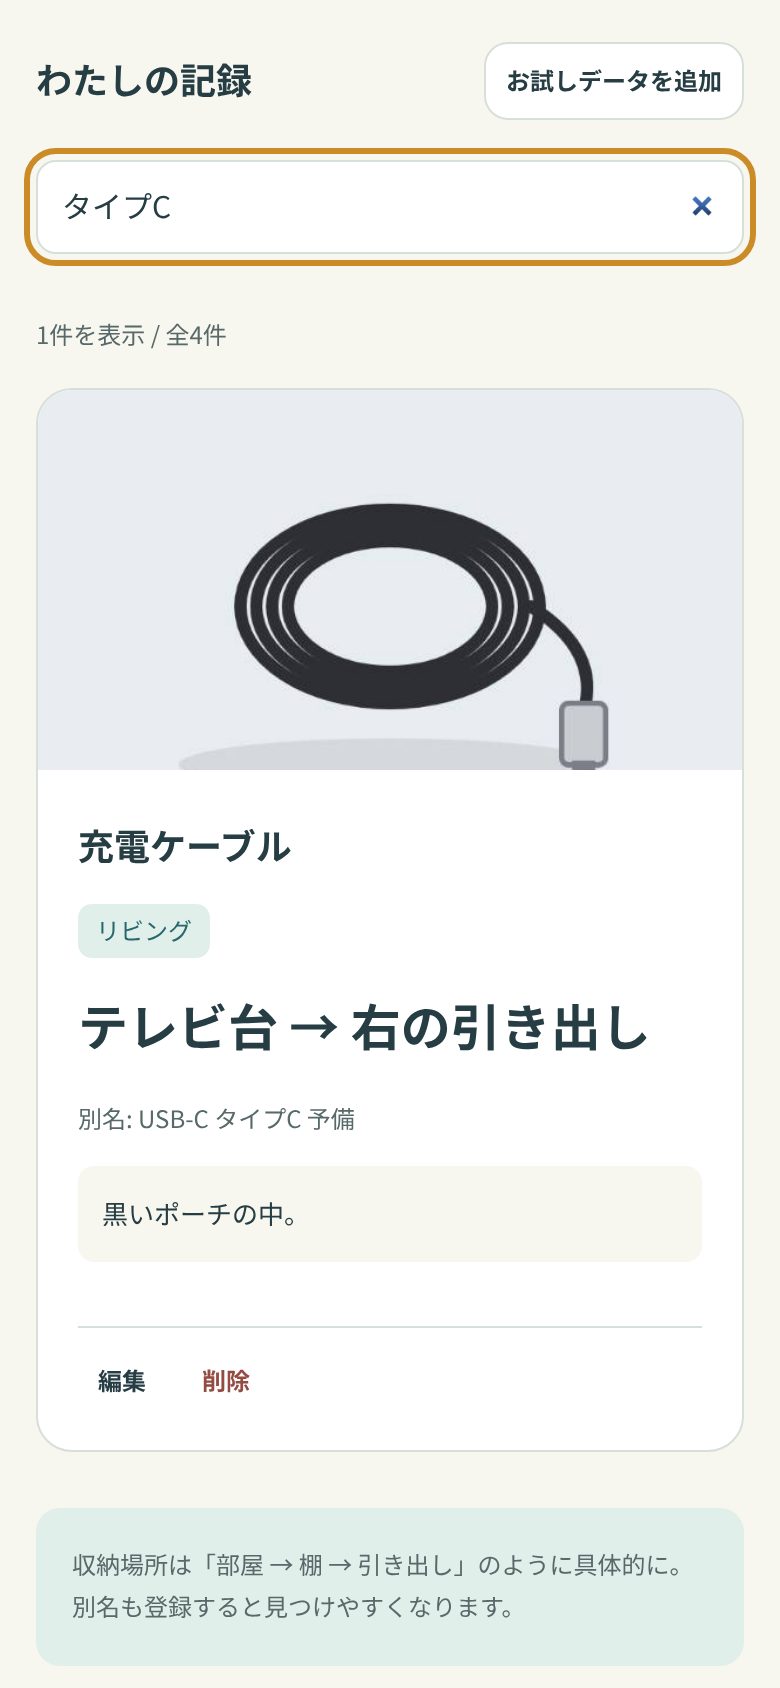 わたしの記録
お試しデータを追加
タイプC
1件を表示 / 全4件
充電ケーブル
リビング
テレビ台 → 右の引き出し
別名: USB-C タイプC 予備
黒いポーチの中。
編集
削除
収納場所は「部屋 → 棚 → 引き出し」のように具体的に。
別名も登録すると見つけやすくなります。